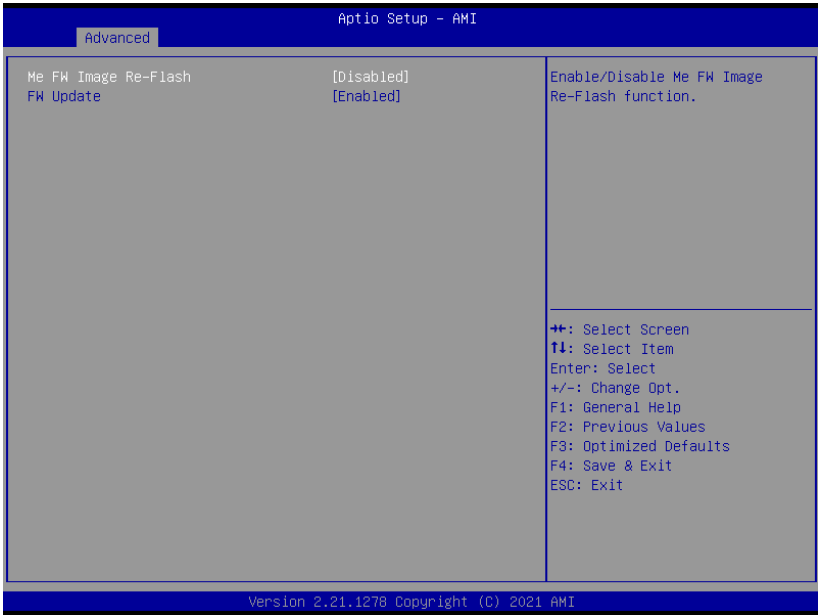 Aptio Setup – AMI
Advanced
Me FW Image Re-Flash [Disabled]
FW Update [Enabled]
Enable/Disable Me FW Image
Re-Flash function.
→←: Select Screen
↑↓: Select Item
Enter: Select
+/-: Change Opt.
F1: General Help
F2: Previous Values
F3: Optimized Defaults
F4: Save & Exit
ESC: Exit
Version 2.21.1278 Copyright (C) 2021 AMI